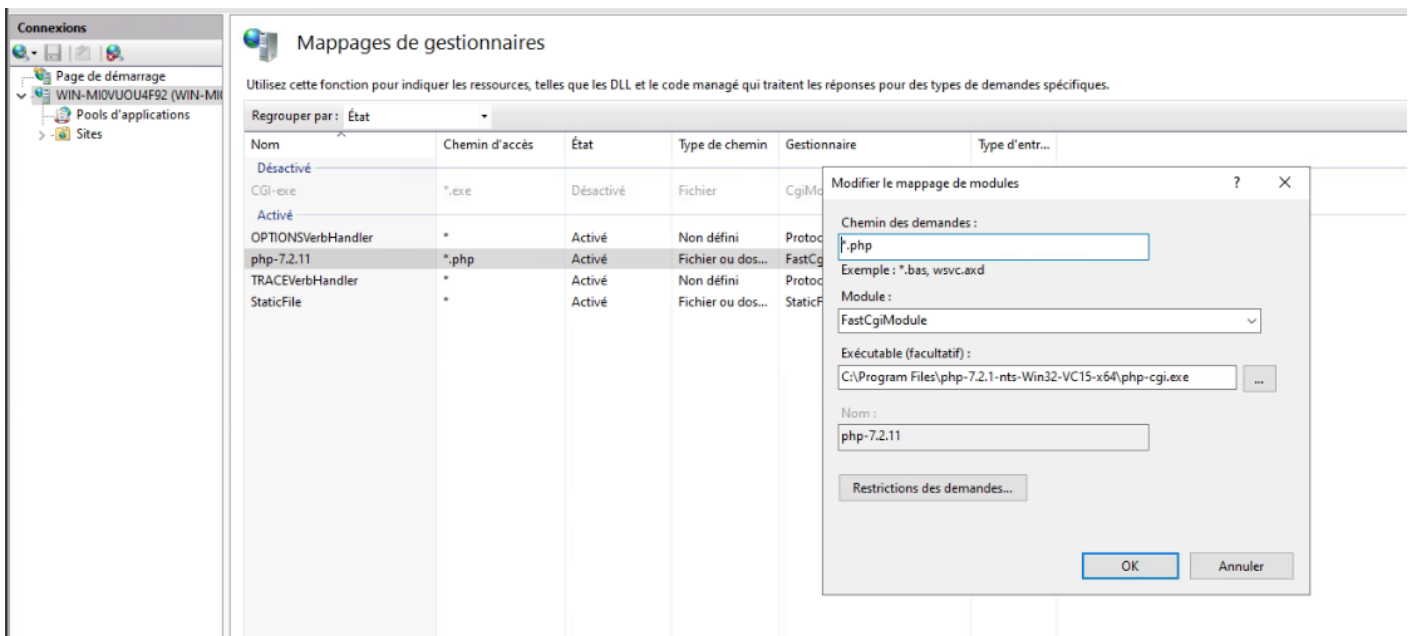 Connexions
Page de démarrage
WIN-MI0VUOU4F92 (WIN-MI
Pools d'applications
Sites
Mappages de gestionnaires
Utilisez cette fonction pour indiquer les ressources, telles que les DLL et le code managé qui traitent les réponses pour des types de demandes spécifiques.
Regrouper par : État
Nom Chemin d'accès État Type de chemin Gestionnaire Type d'entr...
Désactivé
CGI-exe *.exe Désactivé Fichier CgiMo
Activé
OPTIONSVerbHandler * Activé Non défini Protoc
php-7.2.11 *.php Activé Fichier ou dos... FastCg
TRACEVerbHandler * Activé Non défini Protoc
StaticFile * Activé Fichier ou dos... StaticF
Modifier le mappage de modules ?
Chemin des demandes :
*.php
Exemple : *.bas, wsvc.axd
Module :
FastCgiModule
Exécutable (facultatif) :
C:\Program Files\php-7.2.1-nts-Win32-VC15-x64\php-cgi.exe ...
Nom :
php-7.2.11
Restrictions des demandes...
OK Annuler